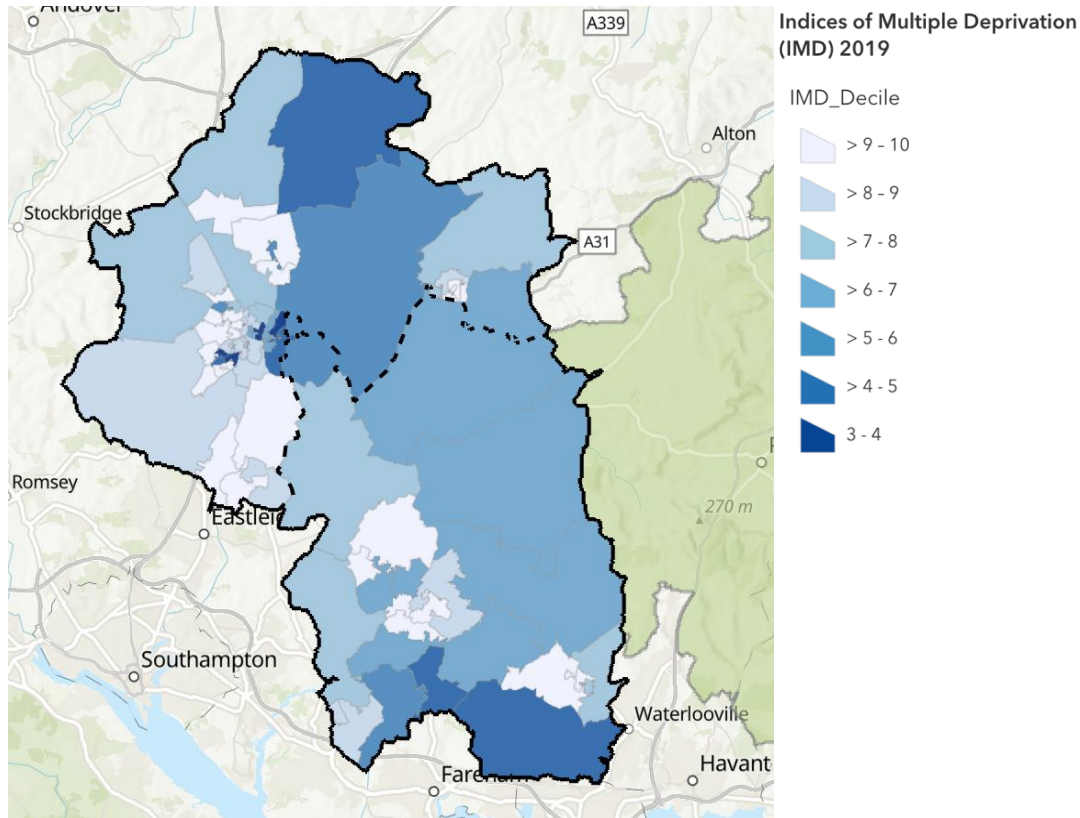 Andover
A339
Indices of Multiple Deprivation
(IMD) 2019
IMD_Decile
> 9 - 10
> 8 - 9
> 7 - 8
> 6 - 7
> 5 - 6
> 4 - 5
3 - 4
Alton
Stockbridge
A31
Romsey
270 m
Eastlei
Southampton
Waterlooville
Havant
Fareham